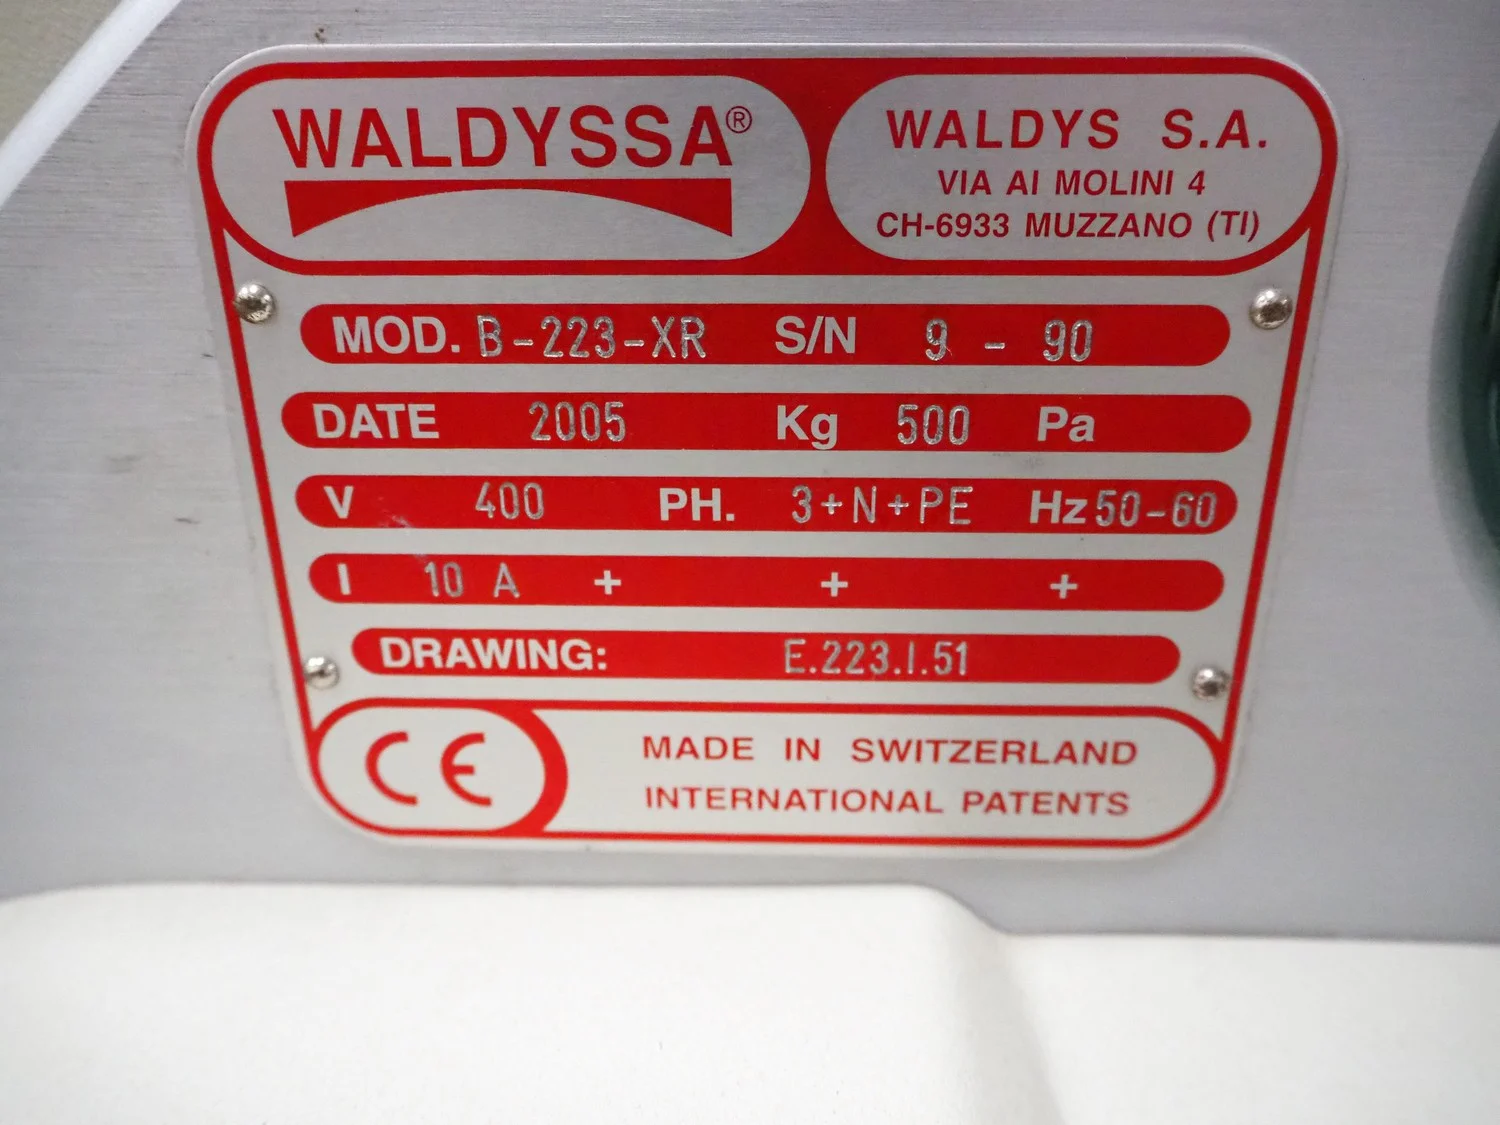 WALDYSSA®
WALDYS S.A.
VIA AI MOLINI 4
CH-6933 MUZZANO (TI)
MOD. B-223-XR S/N 9 - 90
DATE 2005 Kg 500 Pa
V 400 PH. 3+N+PE Hz 50-60
I 10 A + + +
DRAWING: E.223.I.51
CE
MADE IN SWITZERLAND
INTERNATIONAL PATENTS